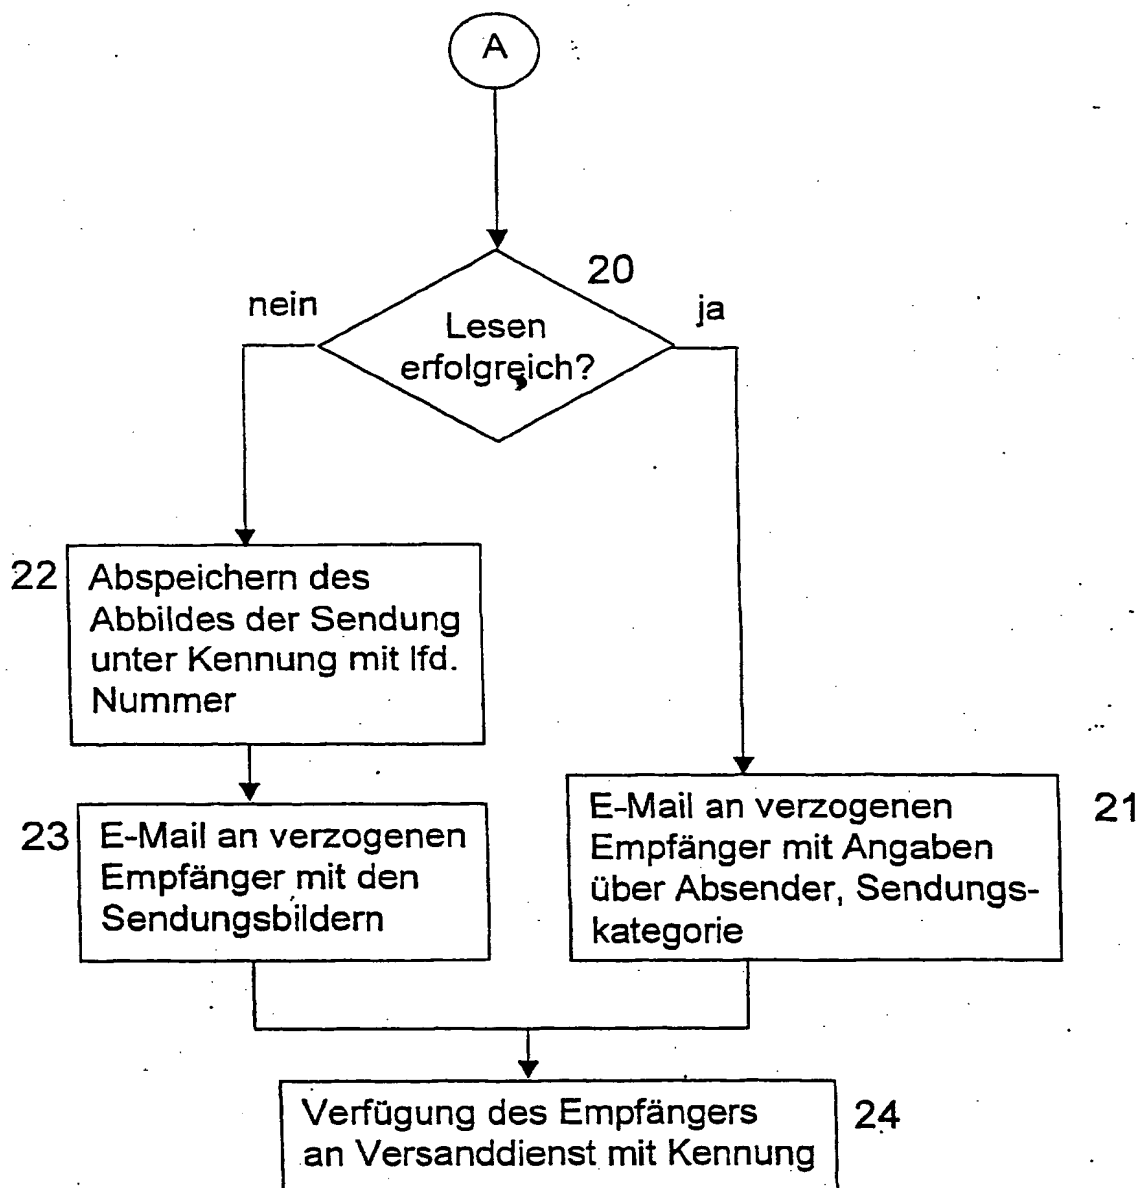 A
20
nein
ja
Lesen
erfolgreich?
22
Abspeichern des
Abbildes der Sendung
unter Kennung mit lfd.
Nummer
23
E-Mail an verzogenen
Empfänger mit den
Sendungsbildern
E-Mail an verzogenen
Empfänger mit Angaben
über Absender, Sendungs-
kategorie
21
Verfügung des Empfängers
an Versanddienst mit Kennung
24